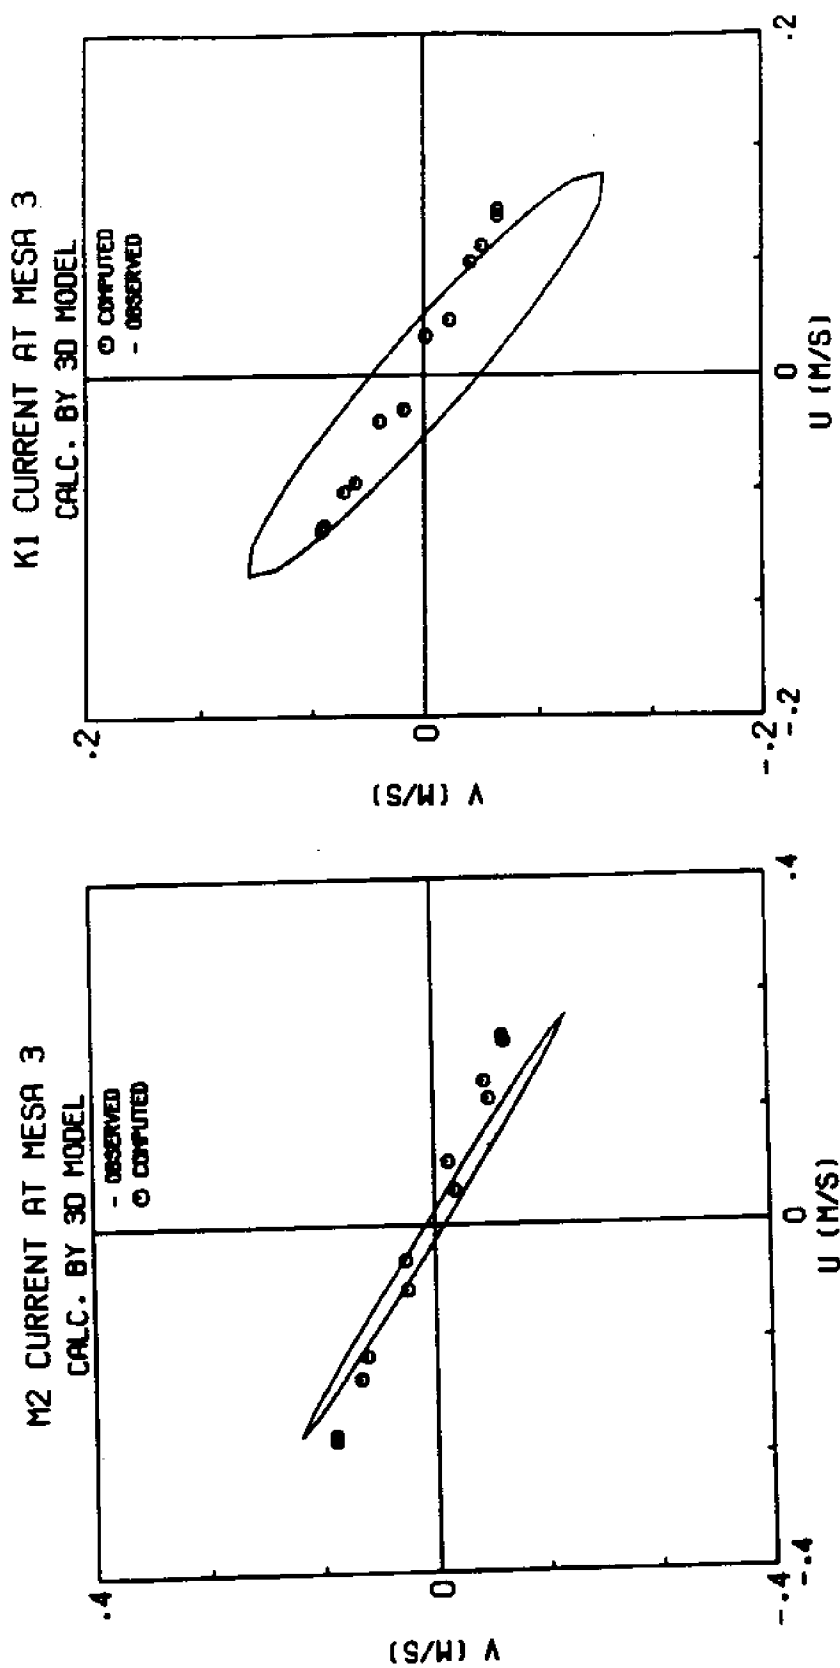 M2 CURRENT AT MESA 3
CALC. BY 3D MODEL
- OBSERVED
O COMPUTED
.4
0
-.4
V (M/S)
-.4
0
.4
U (M/S)
K1 CURRENT AT MESA 3
CALC. BY 3D MODEL
O COMPUTED
- OBSERVED
.2
0
-.2
V (M/S)
-.2
0
.2
U (M/S)